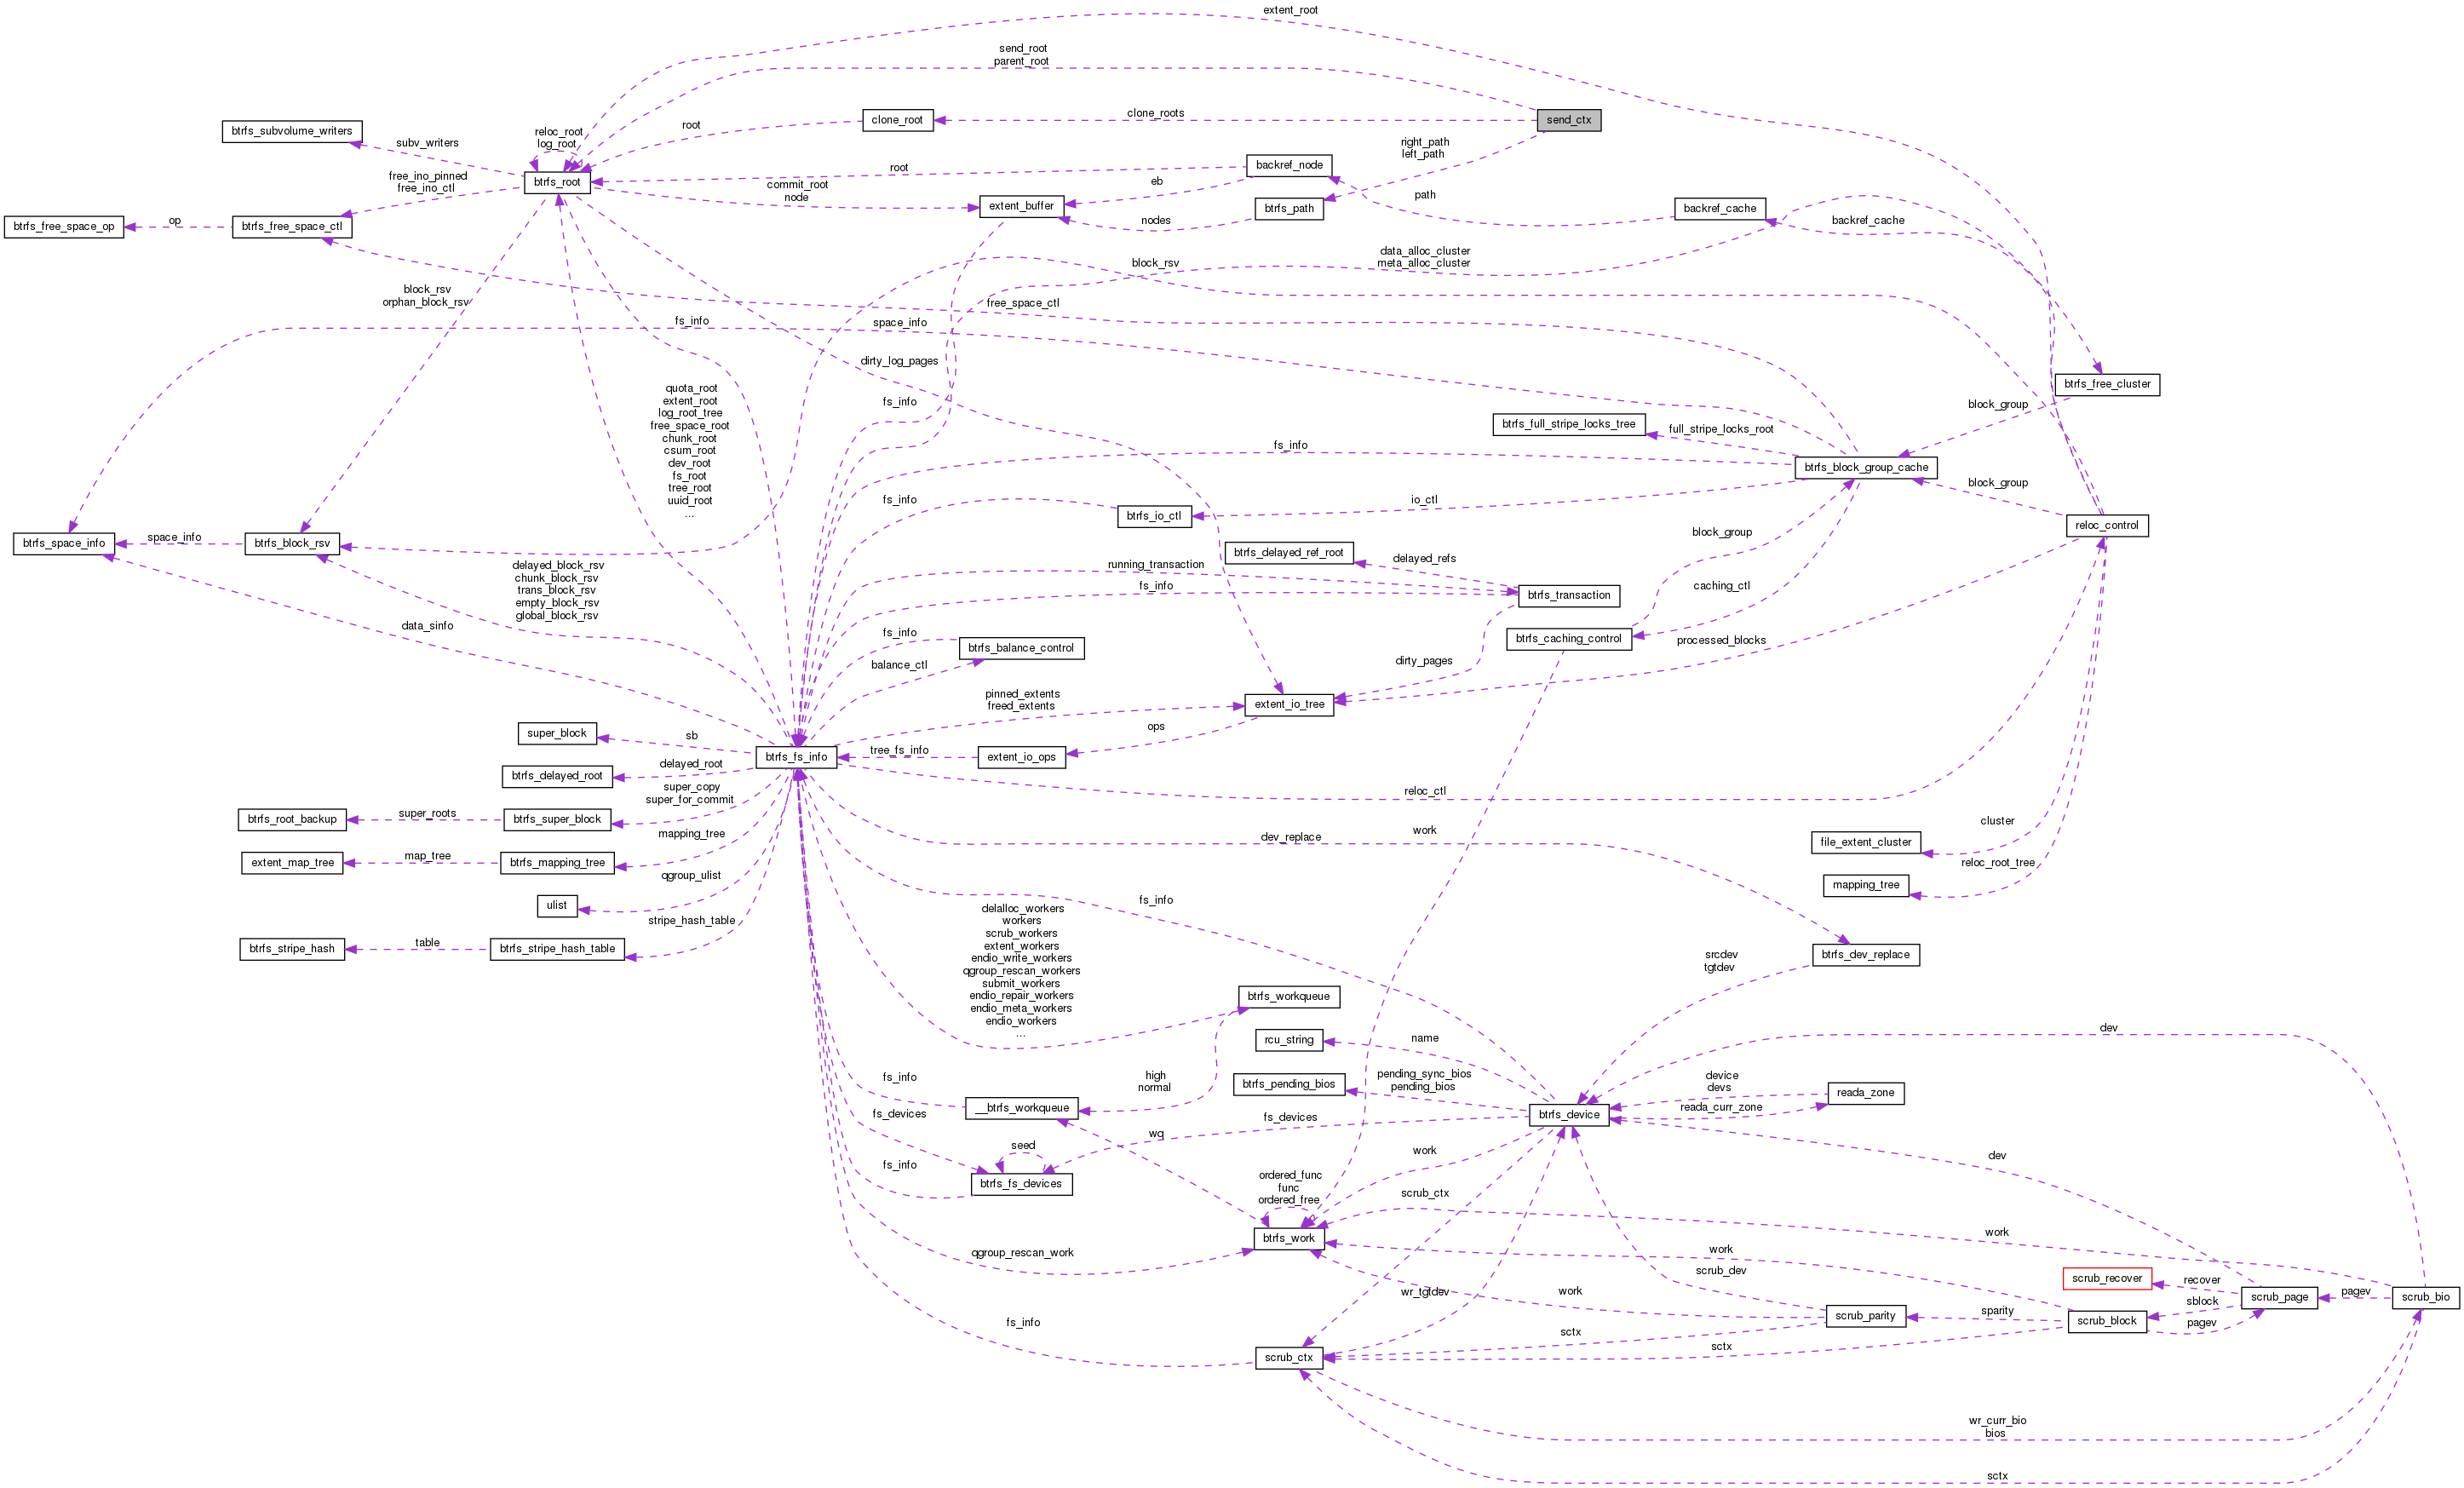 extent_root
send_root
parent_root
send_ctx
clone_roots
clone_root
root
btrfs_subvolume_writers
subv_writers
reloc_root
log_root
right_path
left_path
backref_node
root
btrfs_root
free_ino_pinned
free_ino_ctl
commit_root
node
eb
path
extent_buffer
btrfs_path
backref_cache
backref_cache
nodes
btrfs_free_space_op
op
btrfs_free_space_ctl
data_alloc_cluster
meta_alloc_cluster
block_rsv
block_rsv
orphan_block_rsv
free_space_ctl
fs_info
space_info
dirty_log_pages
quota_root
extent_root
log_root_tree
free_space_root
chunk_root
csum_root
dev_root
fs_root
tree_root
uuid_root
...
fs_info
btrfs_free_cluster
block_group
btrfs_full_stripe_locks_tree
full_stripe_locks_root
fs_info
btrfs_block_group_cache
block_group
fs_info
io_ctl
btrfs_io_ctl
reloc_control
btrfs_space_info
space_info
btrfs_block_rsv
block_group
btrfs_delayed_ref_root
delayed_refs
running_transaction
delayed_block_rsv
chunk_block_rsv
trans_block_rsv
empty_block_rsv
global_block_rsv
fs_info
btrfs_transaction
caching_ctl
data_sinfo
fs_info
btrfs_balance_control
balance_ctl
btrfs_caching_control
processed_blocks
dirty_pages
pinned_extents
freed_extents
extent_io_tree
super_block
sb
ops
btrfs_fs_info
tree_fs_info
extent_io_ops
btrfs_delayed_root
delayed_root
super_copy
super_for_commit
reloc_ctl
btrfs_root_backup
super_roots
btrfs_super_block
mapping_tree
dev_replace
work
cluster
file_extent_cluster
extent_map_tree
map_tree
btrfs_mapping_tree
reloc_root_tree
qgroup_ulist
mapping_tree
ulist
fs_info
stripe_hash_table
btrfs_stripe_hash
table
btrfs_stripe_hash_table
delalloc_workers
workers
scrub_workers
extent_workers
endio_write_workers
qgroup_rescan_workers
submit_workers
endio_repair_workers
endio_meta_workers
endio_workers
...
srcdev
tgtdev
btrfs_dev_replace
btrfs_workqueue
rcu_string
name
dev
fs_info
high
normal
btrfs_pending_bios
pending_sync_bios
pending_bios
device
devs
reada_zone
__btrfs_workqueue
fs_devices
fs_devices
btrfs_device
reada_curr_zone
wq
seed
work
dev
fs_info
btrfs_fs_devices
ordered_func
func
ordered_free
scrub_ctx
btrfs_work
qgroup_rescan_work
work
work
scrub_dev
scrub_recover
recover
scrub_page
pagev
scrub_bio
wr_tgtdev
work
sblock
scrub_parity
sparity
scrub_block
pagev
fs_info
sctx
sctx
scrub_ctx
wr_curr_bio
bios
sctx